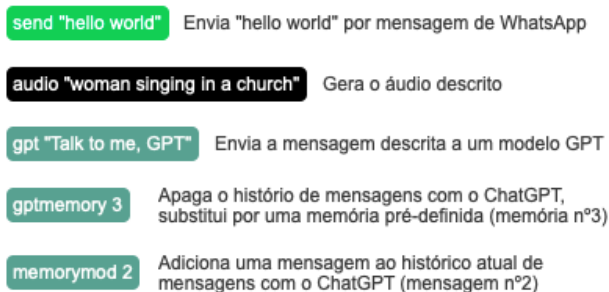 send "hello world" Envia "hello world" por mensagem de WhatsApp
audio "woman singing in a church" Gera o áudio descrito
gpt "Talk to me, GPT" Envia a mensagem descrita a um modelo GPT
gptmemory 3
Apaga o histório de mensagens com o ChatGPT,
substitui por uma memória pré-definida (memória nº3)
memorymod 2
Adiciona uma mensagem ao histórico atual de
mensagens com o ChatGPT (mensagem nº2)